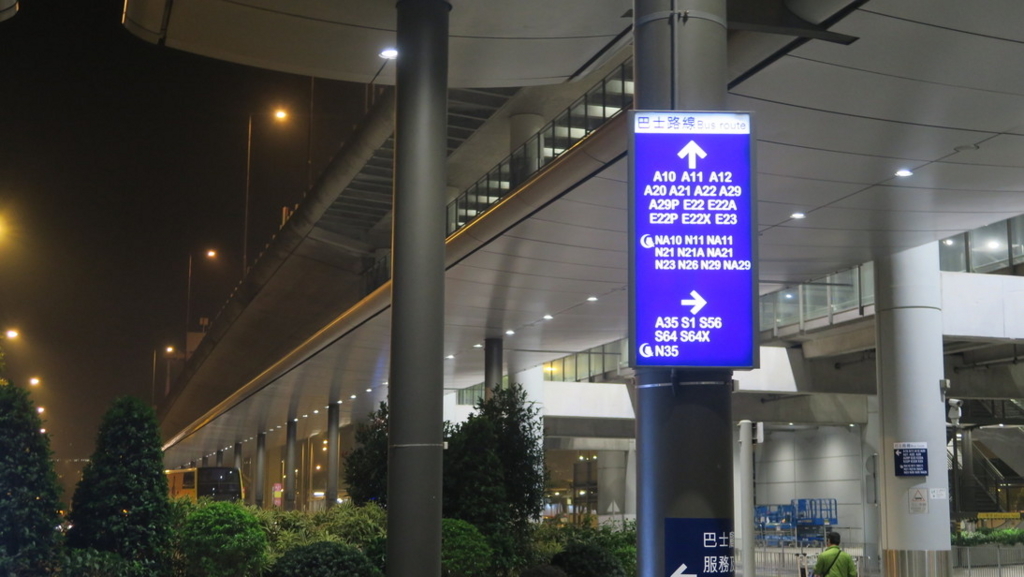 巴士路線 Bus route
A10 A11 A12
A20 A21 A22 A29
A29P E22 E22A
E22P E22X E23
NA10 N11 NA11
N21 N21A NA21
N23 N26 N29 NA29
A35 S1 S56
S64 S64X
N35
巴士
服務